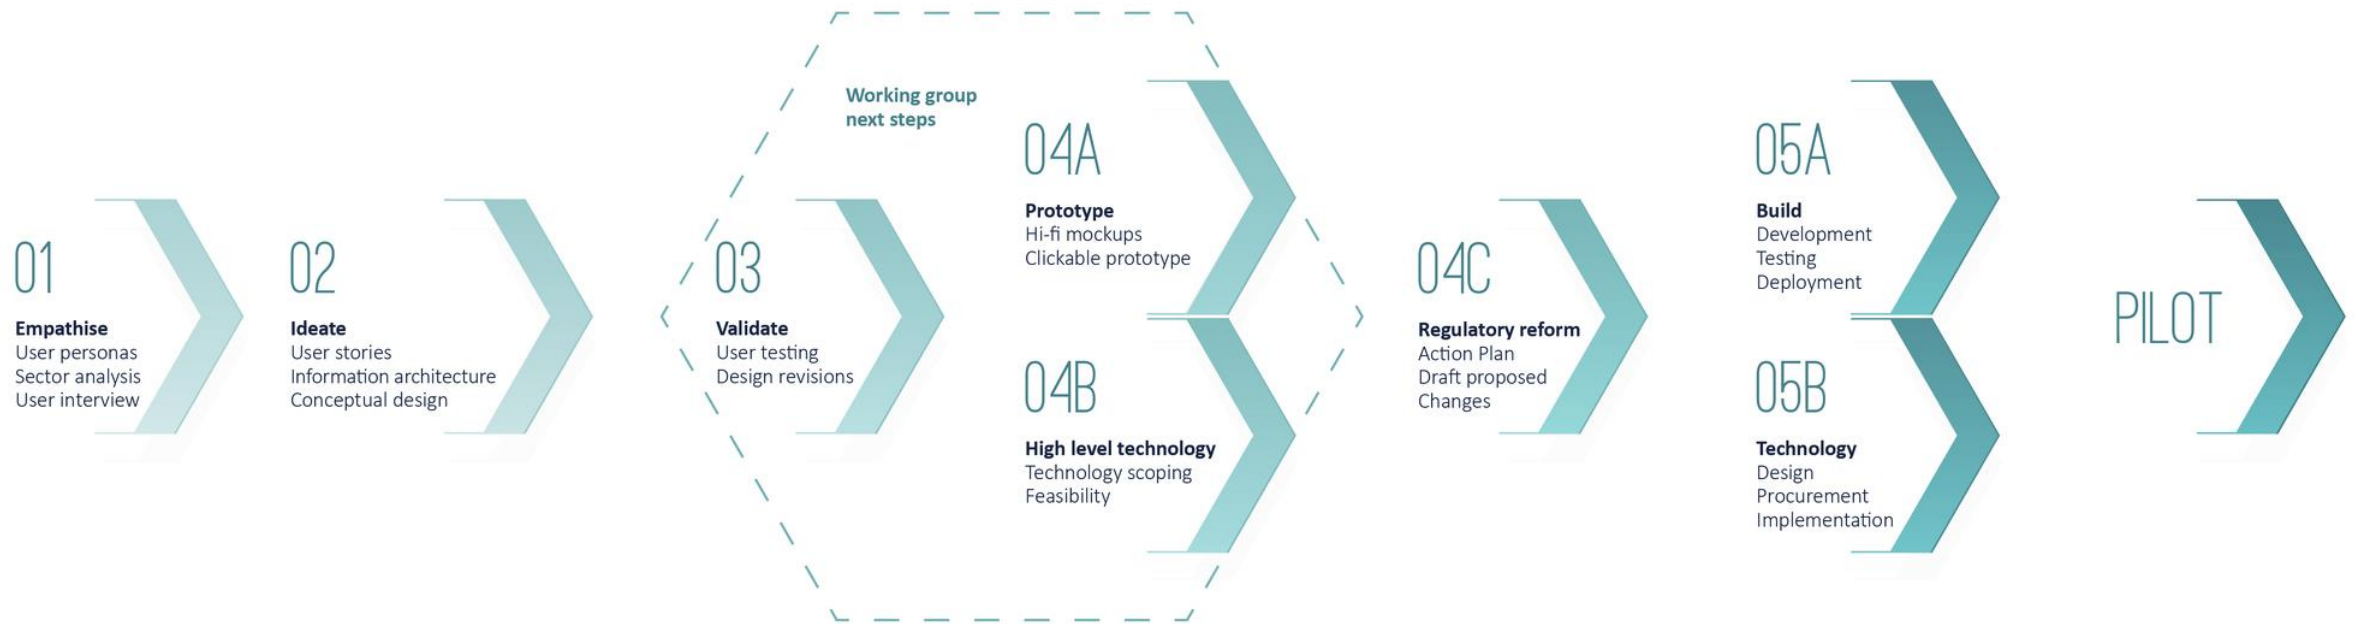 01
Empathise
User personas
Sector analysis
User interview
02
Ideate
User stories
Information architecture
Conceptual design
Working group
next steps
03
Validate
User testing
Design revisions
04A
Prototype
Hi-fi mockups
Clickable prototype
04B
High level technology
Technology scoping
Feasibility
04C
Regulatory reform
Action Plan
Draft proposed
Changes
05A
Build
Development
Testing
Deployment
05B
Technology
Design
Procurement
Implementation
PILOT